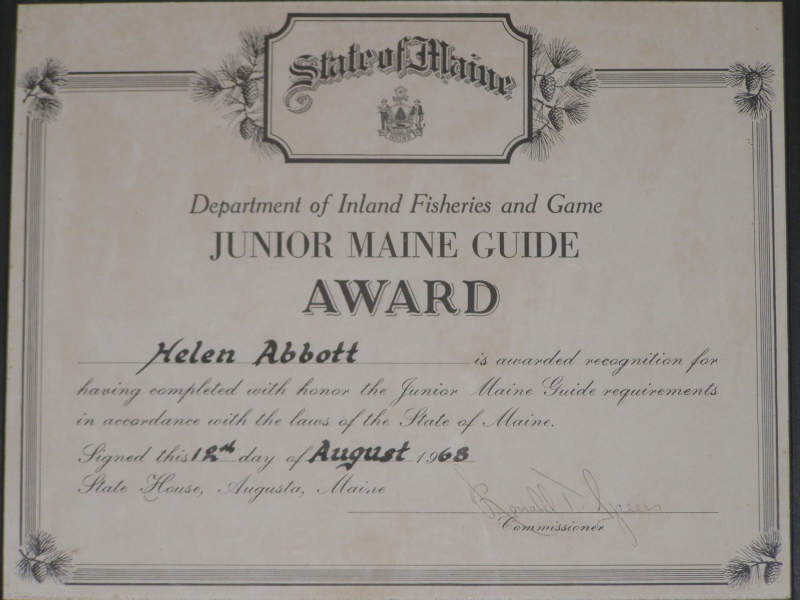 State of Maine
Department of Inland Fisheries and Game
JUNIOR MAINE GUIDE
AWARD
Helen Abbott is awarded recognition for
having completed with honor the Junior Maine Guide requirements
in accordance with the laws of the State of Maine.
Signed this 12th day of August 1968
State House, Augusta, Maine
Ronald T. Speers
Commissioner